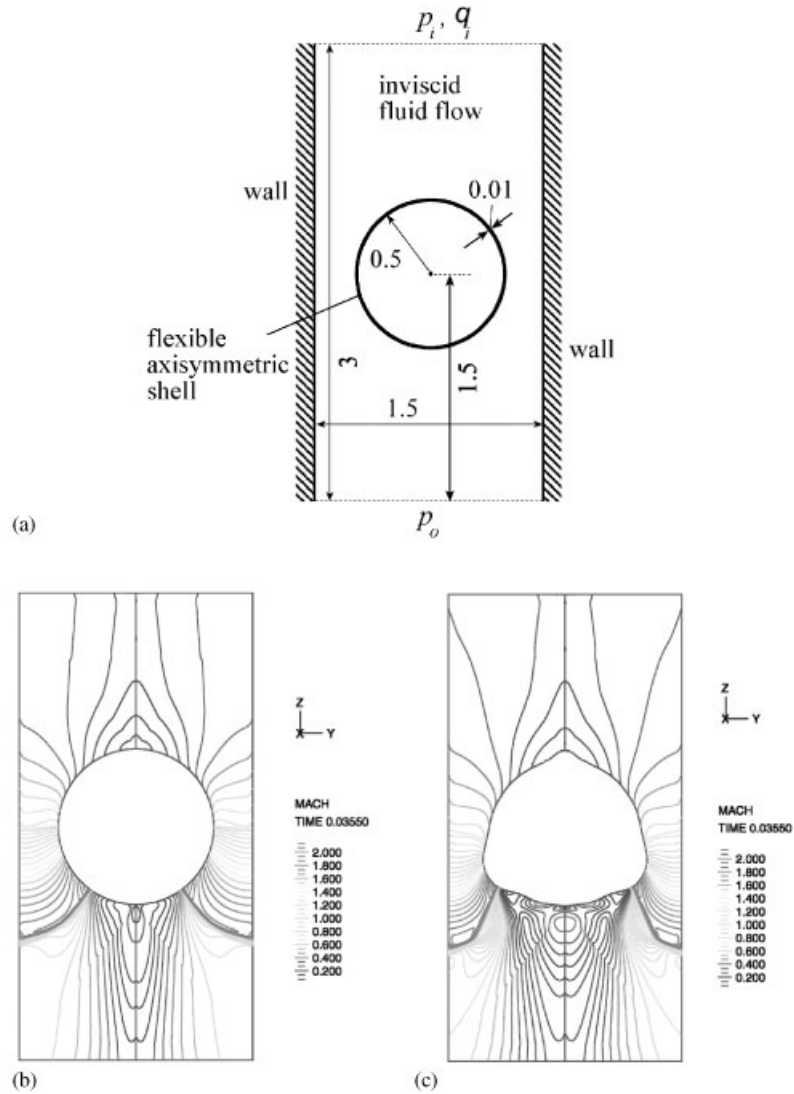 p_i, q_i
inviscid
fluid flow
wall
0.01
0.5
flexible
axisymmetric
shell
3
1.5
wall
1.5
p_o
(a)
Z
X Y
MACH
TIME 0.03550
2.000
1.800
1.600
1.400
1.200
1.000
0.800
0.600
0.400
0.200
(b)
Z
X Y
MACH
TIME 0.03550
2.000
1.800
1.600
1.400
1.200
1.000
0.800
0.600
0.400
0.200
(c)